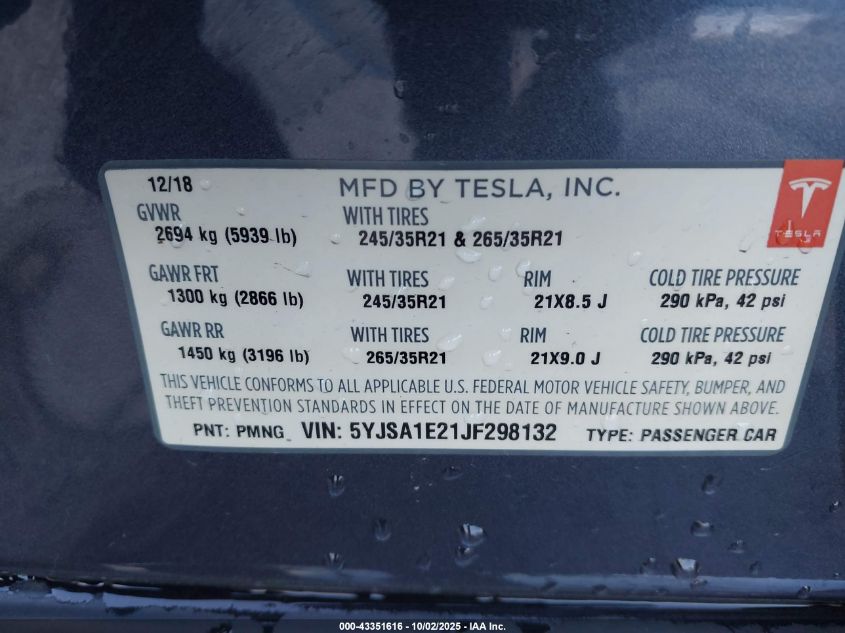 12/18 MFD BY TESLA, INC.
TESLA
GVWR WITH TIRES
2694 kg (5939 lb) 245/35R21 & 265/35R21
GAWR FRT WITH TIRES RIM COLD TIRE PRESSURE
1300 kg (2866 lb) 245/35R21 21X8.5 J 290 kPa, 42 psi
GAWR RR WITH TIRES RIM COLD TIRE PRESSURE
1450 kg (3196 lb) 265/35R21 21X9.0 J 290 kPa, 42 psi
THIS VEHICLE CONFORMS TO ALL APPLICABLE U.S. FEDERAL MOTOR VEHICLE SAFETY, BUMPER, AND
THEFT PREVENTION STANDARDS IN EFFECT ON THE DATE OF MANUFACTURE SHOWN ABOVE.
PNT: PMNG VIN: 5YJSA1E21JF298132 TYPE: PASSENGER CAR
000-43351616 - 10/02/2025 - IAA Inc.